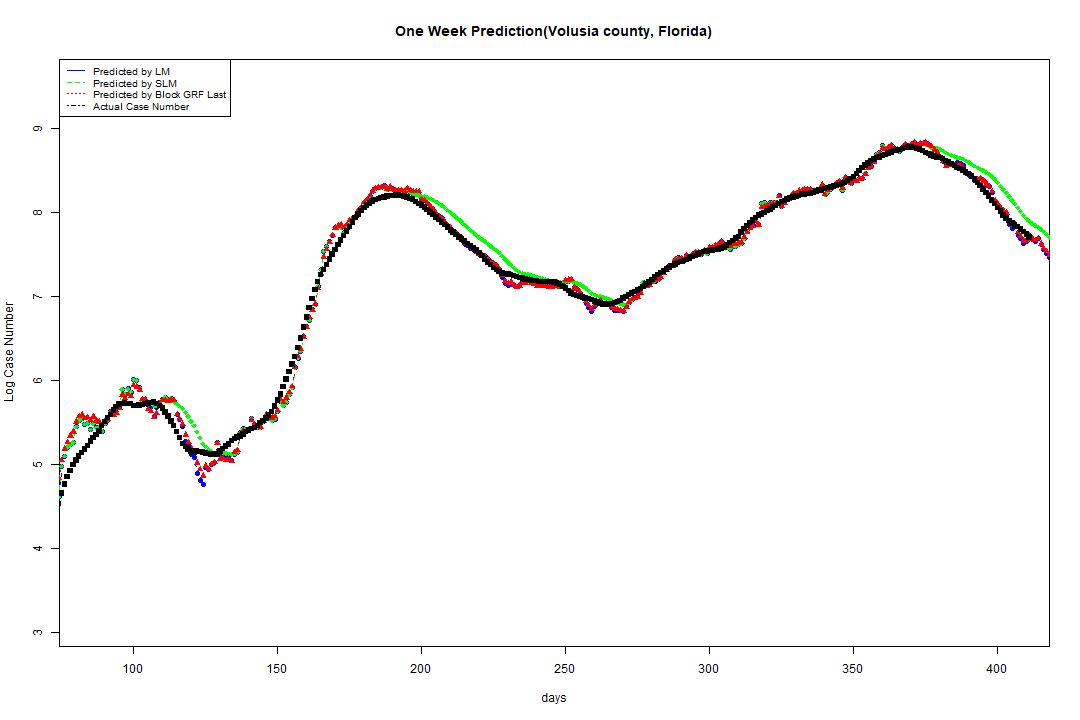 One Week Prediction(Volusia county, Florida)
Predicted by LM
Predicted by SLM
Predicted by Block GRF Last
Actual Case Number
9
8
7
6
5
4
3
Log Case Number
100 150 200 250 300 350 400
days